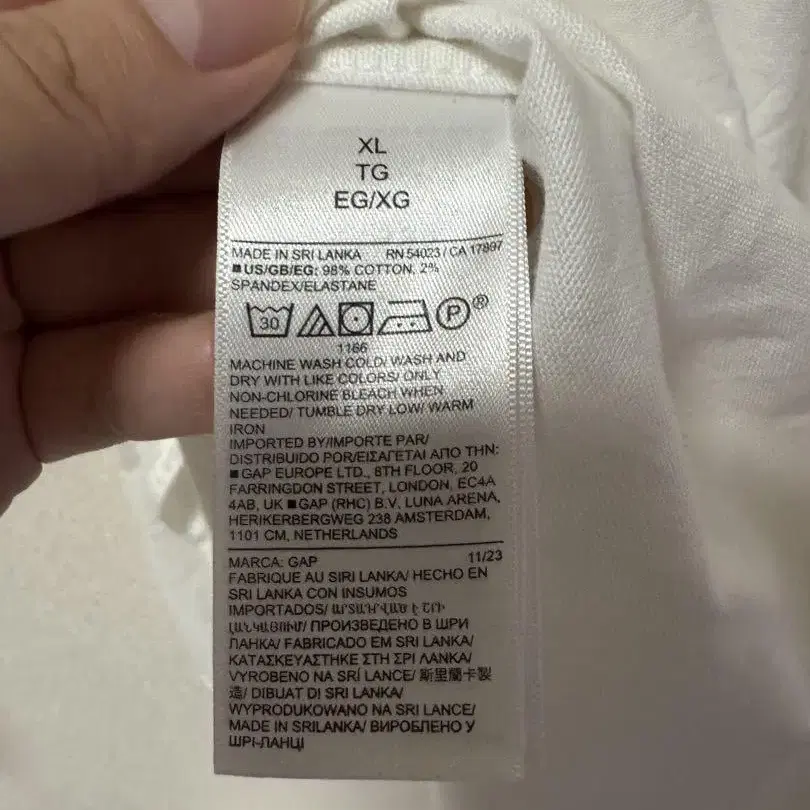 XL
TG
EG/XG
MADE IN SRI LANKA RN 54023 / CA 17897
■US/GB/EG: 98% COTTON, 2%
SPANDEX/ELASTANE
30 P®
1166
MACHINE WASH COLD/ WASH AND
DRY WITH LIKE COLORS/ ONLY
NON-CHLORINE BLEACH WHEN
NEEDED/ TUMBLE DRY LOW/ WARM
IRON
IMPORTED BY/IMPORTE PAR/
DISTRIBUIDO POR/ΕΙΣΑΓΕΤΑΙ ΑΠΟ ΤΗΝ:
■GAP EUROPE LTD., 8TH FLOOR, 20
FARRINGDON STREET, LONDON, EC4A
4AB, UK ■GAP (RHC) B.V. LUNA ARENA,
HERIKERBERGWEG 238 AMSTERDAM,
1101 CM, NETHERLANDS
MARCA: GAP 11/23
FABRIQUE AU SIRI LANKA/ HECHO EN
SRI LANKA CON INSUMOS
IMPORTADOS/ ԱՐՏԱԴՐՎԱԾ Է ՇՐԻ
ԼԱՆԿԱՅՈՒՄ/ ПРОИЗВЕДЕНО В ШРИ
ЛАНКА/ FABRICADO EM SRI LANKA/
ΚΑΤΑΣΚΕΥΑΣΤΗΚΕ ΣΤΗ ΣΡΙ ΛΑΝΚΑ/
VYROBENO NA SRÍ LANCE/ 斯里蘭卡製
造/ DIBUAT DI SRI LANKA/
WYPRODUKOWANO NA SRI LANCE/
MADE IN SRILANKA/ ВИРОБЛЕНО У
ШРІ-ЛАНЦІ